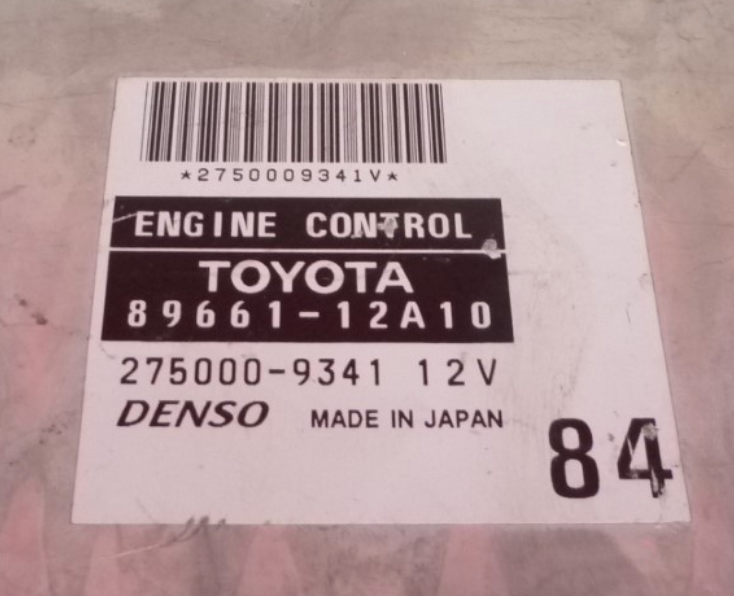 *2750009341V*
ENGINE CONTROL
TOYOTA
89661-12A10
275000-9341 12V
DENSO MADE IN JAPAN
84